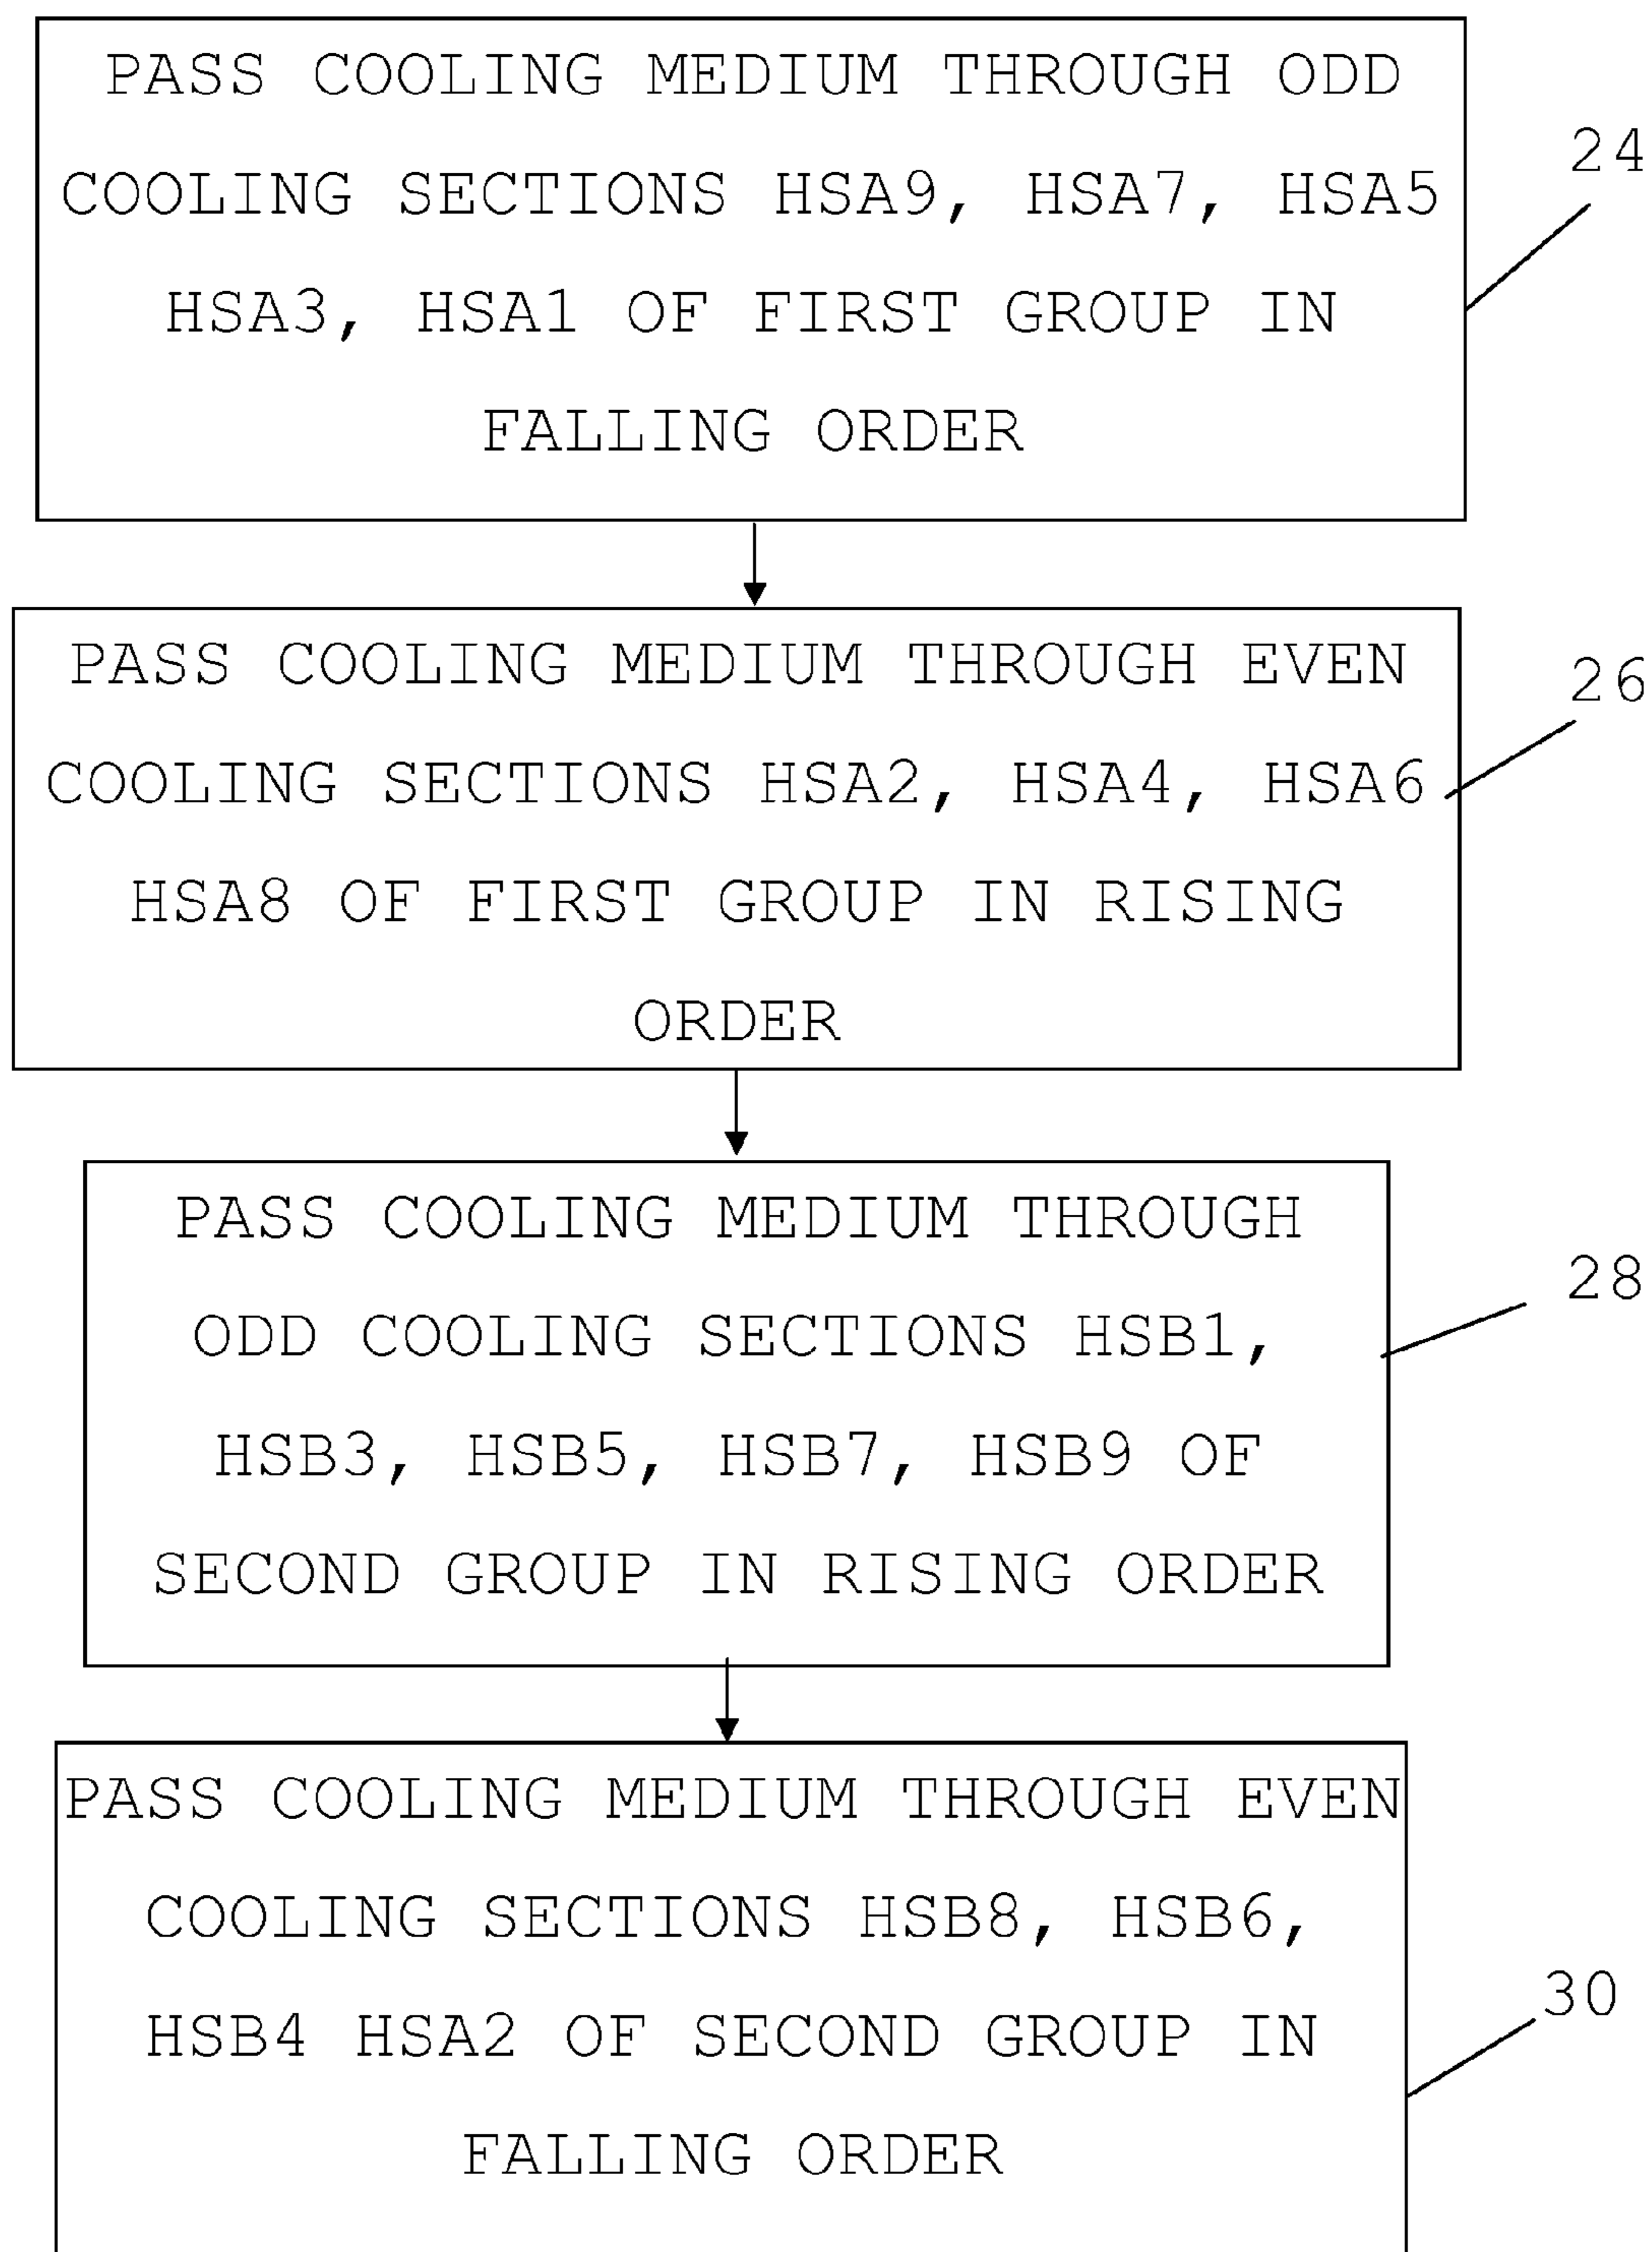 PASS COOLING MEDIUM THROUGH ODD
COOLING SECTIONS HSA9, HSA7, HSA5
HSA3, HSA1 OF FIRST GROUP IN
FALLING ORDER
24
PASS COOLING MEDIUM THROUGH EVEN
COOLING SECTIONS HSA2, HSA4, HSA6
HSA8 OF FIRST GROUP IN RISING
ORDER
26
PASS COOLING MEDIUM THROUGH
ODD COOLING SECTIONS HSB1,
HSB3, HSB5, HSB7, HSB9 OF
SECOND GROUP IN RISING ORDER
28
PASS COOLING MEDIUM THROUGH EVEN
COOLING SECTIONS HSB8, HSB6,
HSB4 HSA2 OF SECOND GROUP IN
FALLING ORDER
30